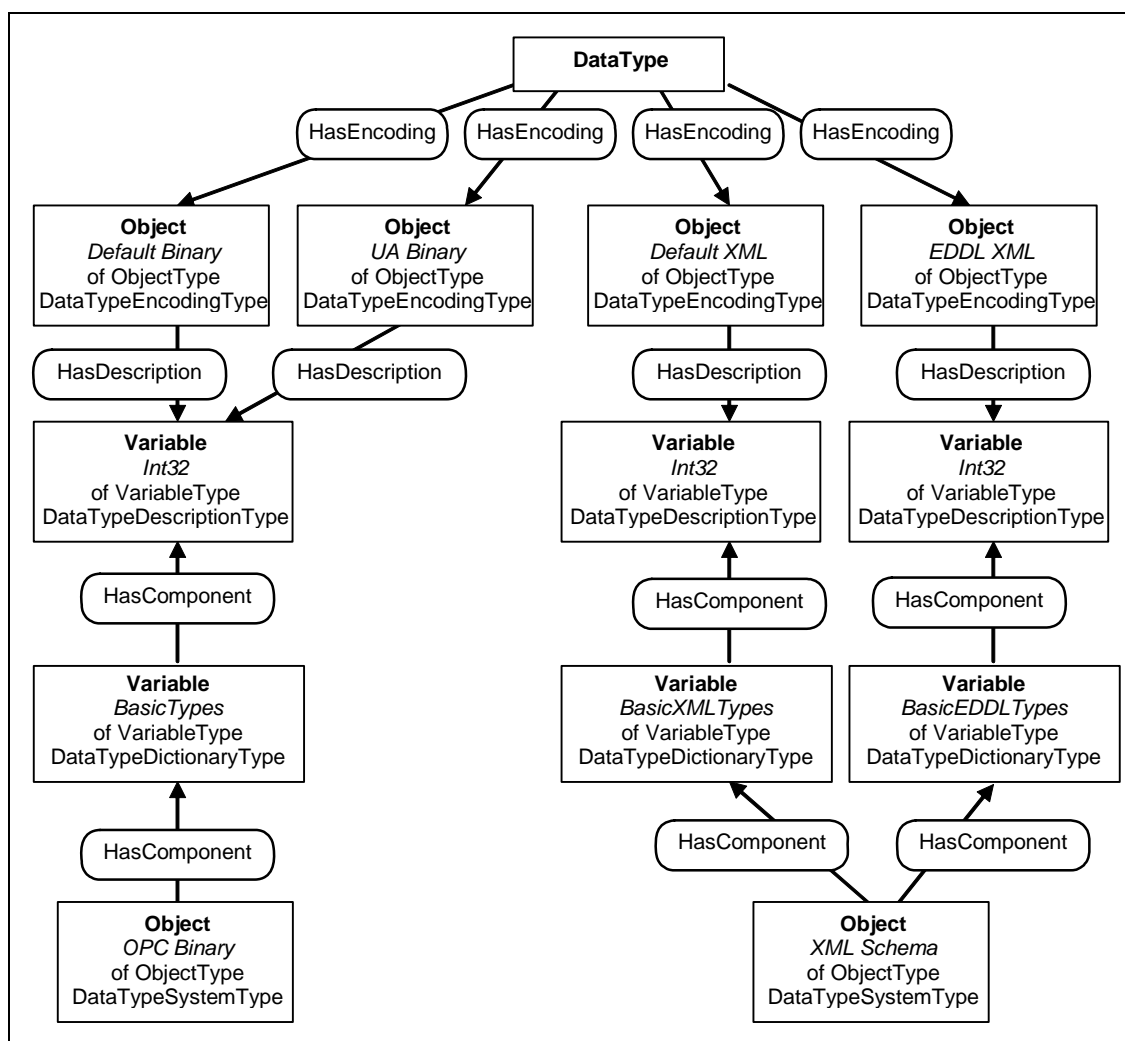 DataType
HasEncoding
HasEncoding
HasEncoding
HasEncoding
Object
Default Binary
of ObjectType
DataTypeEncodingType
Object
UA Binary
of ObjectType
DataTypeEncodingType
Object
Default XML
of ObjectType
DataTypeEncodingType
Object
EDDL XML
of ObjectType
DataTypeEncodingType
HasDescription
HasDescription
HasDescription
HasDescription
Variable
Int32
of VariableType
DataTypeDescriptionType
Variable
Int32
of VariableType
DataTypeDescriptionType
Variable
Int32
of VariableType
DataTypeDescriptionType
HasComponent
HasComponent
HasComponent
Variable
BasicTypes
of VariableType
DataTypeDictionaryType
Variable
BasicXMLTypes
of VariableType
DataTypeDictionaryType
Variable
BasicEDDLTypes
of VariableType
DataTypeDictionaryType
HasComponent
HasComponent
HasComponent
Object
OPC Binary
of ObjectType
DataTypeSystemType
Object
XML Schema
of ObjectType
DataTypeSystemType